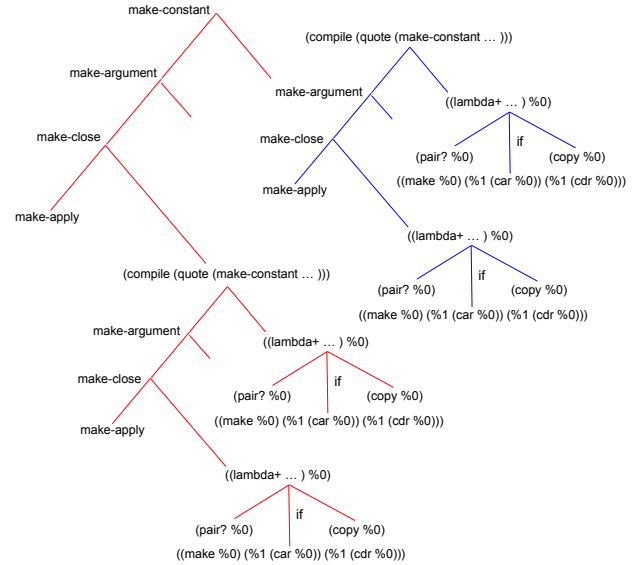 make-constant
(compile (quote (make-constant … )))
make-argument
make-argument
((lambda+ … ) %0)
make-close
make-close
if
(pair? %0)
(copy %0)
make-apply
((make %0) (%1 (car %0)) (%1 (cdr %0)))
make-apply
((lambda+ … ) %0)
(compile (quote (make-constant … )))
if
(pair? %0)
(copy %0)
((make %0) (%1 (car %0)) (%1 (cdr %0)))
make-argument
((lambda+ … ) %0)
make-close
if
(pair? %0)
(copy %0)
((make %0) (%1 (car %0)) (%1 (cdr %0)))
make-apply
((lambda+ … ) %0)
if
(pair? %0)
(copy %0)
((make %0) (%1 (car %0)) (%1 (cdr %0)))